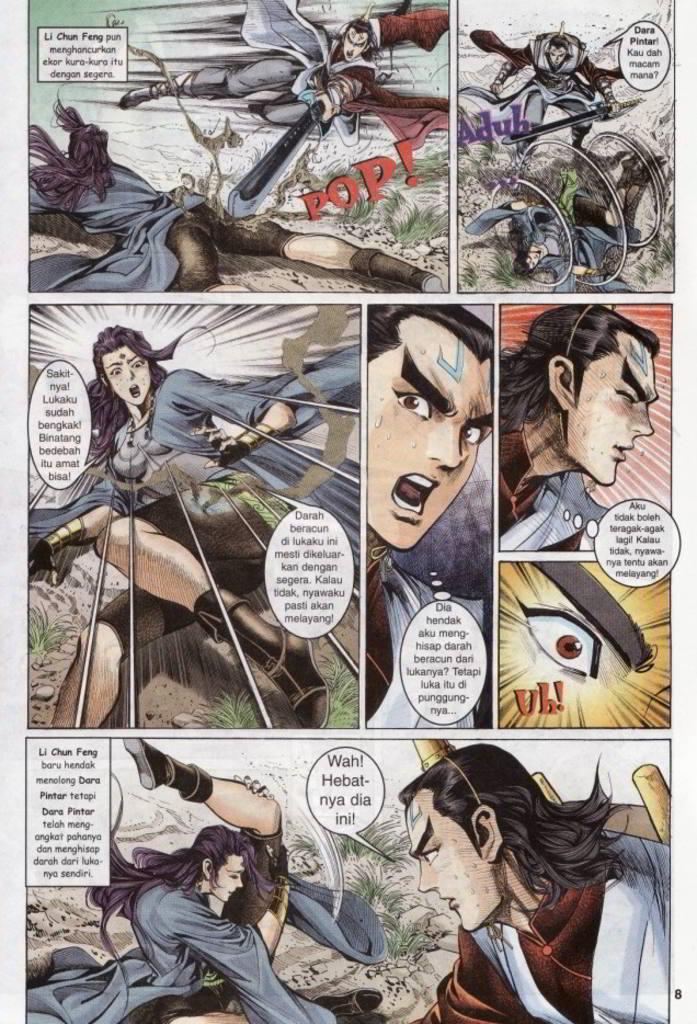 Li Chun Feng pun
menghancurkan
ekor kura-kura itu
dengan segera.
POP!
Dara
Pintar!
Kau dah
macam
mana?
Aduh
Sakit-
nya!
Lukaku
sudah
bengkak!
Binatang
bedebah
itu amat
bisa!
Darah
beracun
di lukaku ini
mesti dikeluar-
kan dengan
segera. Kalau
tidak, nyawaku
pasti akan
melayang!
Dia
hendak
aku meng-
hisap darah
beracun dari
lukanya? Tetapi
luka itu di
punggung-
nya...
Aku
tidak boleh
teragak-agak
lagi! Kalau
tidak, nyawa-
nya tentu akan
melayang!
Uh!
Li Chun Feng
baru hendak
menolong Dara
Pintar tetapi
Dara Pintar
telah meng-
angkat pahanya
dan menghisap
darah dari luka-
nya sendiri.
Wah!
Hebat-
nya dia
ini!
8